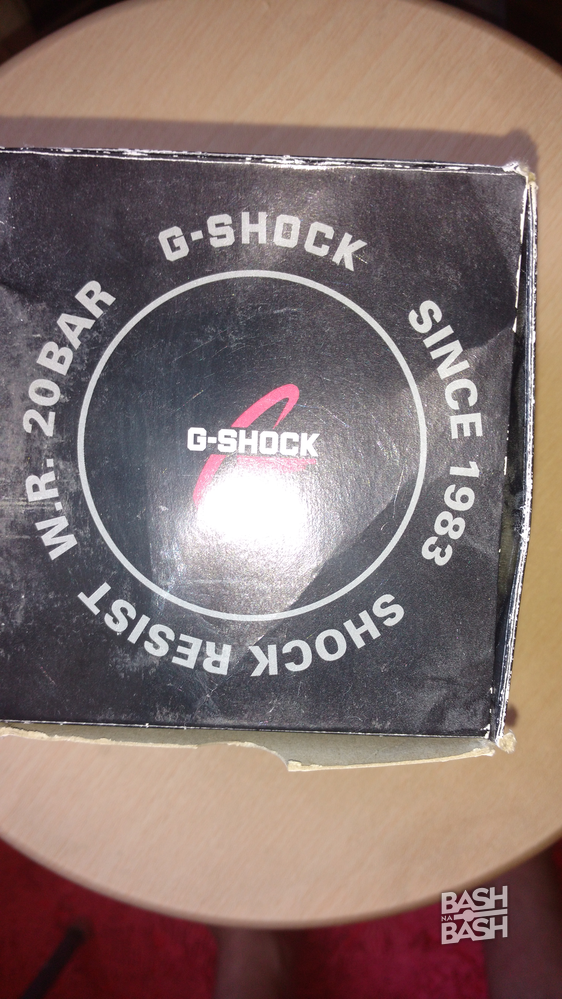 G-SHOCK
SINCE 1983
SHOCK RESIST
W.R. 20BAR
G-SHOCK
BASH
NA
BASH